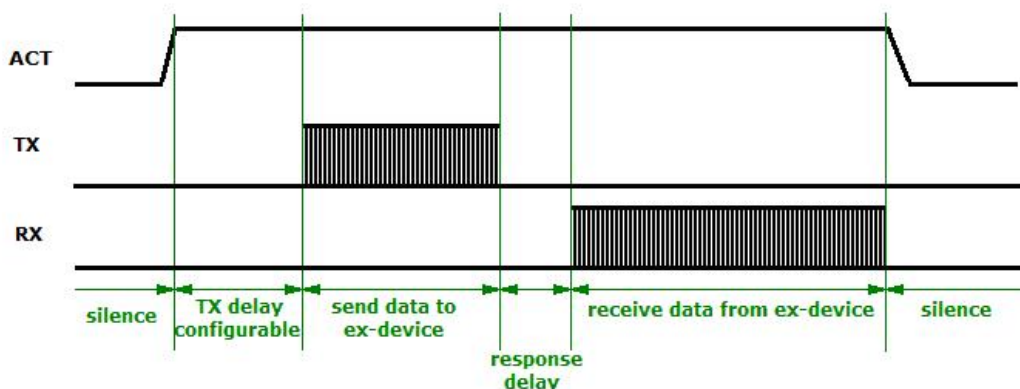 ACT
TX
RX
silence
TX delay
configurable
send data to
ex-device
response
delay
receive data from ex-device
silence